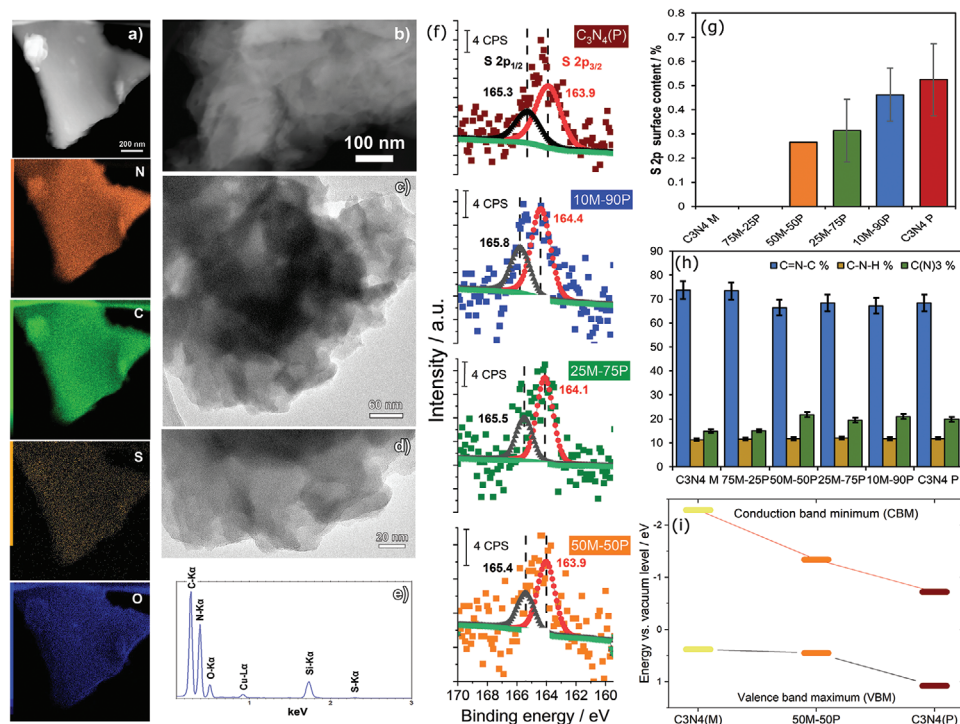 a)
200 nm
N
C
S
O
b)
100 nm
c)
60 nm
d)
20 nm
e)
C-Kα
N-Kα
O-Kα
Cu-Lα
Si-Kα
S-Kα
keV
(f)
4 CPS
C3N4(P)
S 2p1/2
S 2p3/2
165.3
163.9
4 CPS
10M-90P
164.4
165.8
4 CPS
25M-75P
164.1
165.5
4 CPS
50M-50P
163.9
165.4
Intensity / a.u.
170 168 166 164 162 160
Binding energy / eV
(g)
S 2p surface content / %
0.8
0.7
0.6
0.5
0.4
0.3
0.2
0.1
0
C3N4 M
75M-25P
50M-50P
25M-75P
10M-90P
C3N4 P
(h)
C=N-C %
C-N-H %
C(N)3 %
90
80
70
60
50
40
30
20
10
0
C3N4 M 75M-25P 50M-50P 25M-75P 10M-90P C3N4 P
(i)
Conduction band minimum (CBM)
Energy vs. vacuum level / eV
-2
-1
0
1
Valence band maximum (VBM)
C3N4(M) 50M-50P C3N4(P)